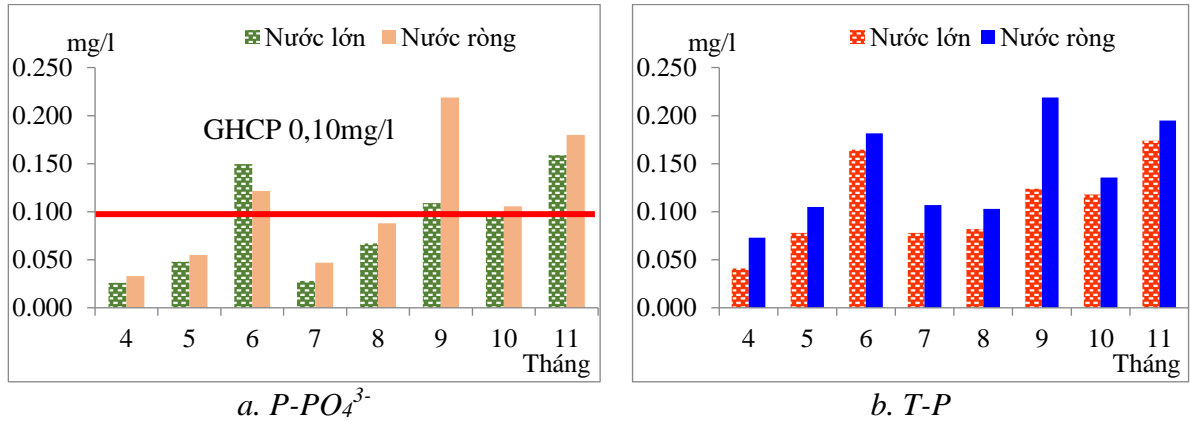 Nước lớn Nước ròng
mg/l
0.250
0.200
GHCP 0,10mg/l
0.150
0.100
0.050
0.000
4 5 6 7 8 9 10 11
Tháng
a. P-PO₄³⁻
Nước lớn Nước ròng
mg/l
0.250
0.200
0.150
0.100
0.050
0.000
4 5 6 7 8 9 10 11
Tháng
b. T-P